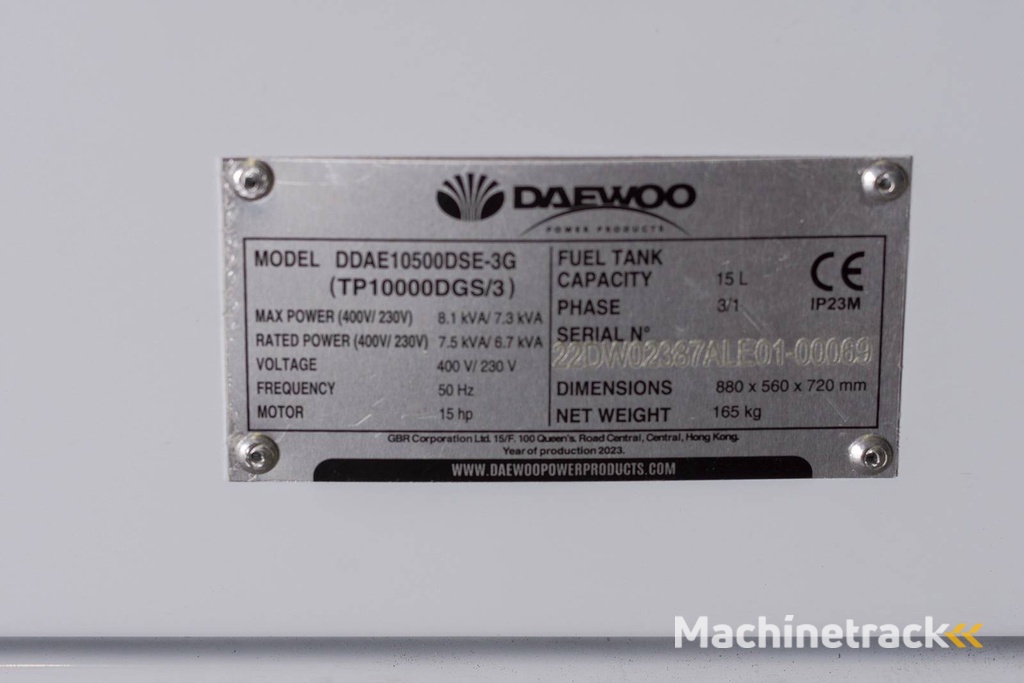 DAEWOO
POWER PRODUCTS
MODEL DDAE10500DSE-3G
(TP10000DGS/3)
MAX POWER (400V/ 230V) 8.1 kVA/ 7.3 kVA
RATED POWER (400V/ 230V) 7.5 kVA/ 6.7 kVA
VOLTAGE 400 V/ 230 V
FREQUENCY 50 Hz
MOTOR 15 hp
FUEL TANK
CAPACITY 15 L
CE
PHASE 3/1 IP23M
SERIAL N°
22DW02387ALE01-00069
DIMENSIONS 880 x 560 x 720 mm
NET WEIGHT 165 kg
GBR Corporation Ltd. 15/F. 100 Queen's. Road Central, Central, Hong Kong.
Year of production 2023.
WWW.DAEWOOPOWERPRODUCTS.COM
Machinetrack